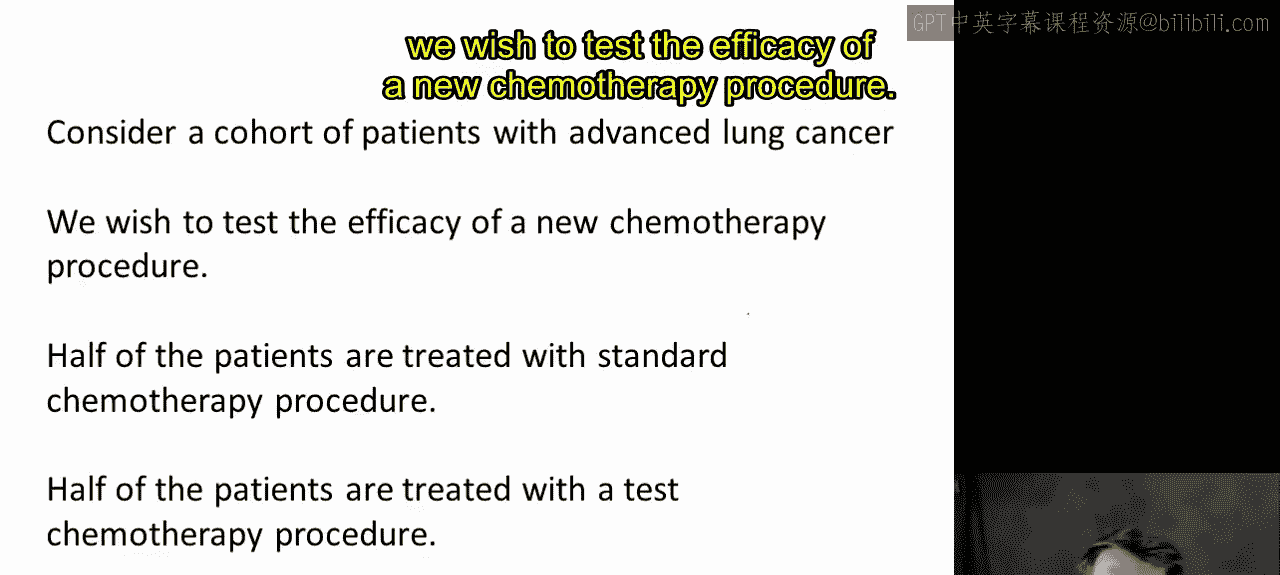 GPT中英字幕课程资源@bilibili.com
we wish to test the efficacy of
a new chemotherapy procedure.
Consider a cohort of patients with advanced lung cancer
We wish to test the efficacy of a new chemotherapy
procedure.
Half of the patients are treated with standard
chemotherapy procedure.
Half of the patients are treated with a test
chemotherapy procedure.